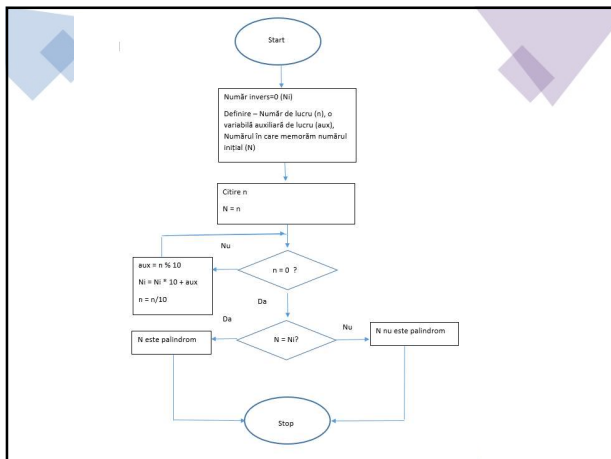 Start
Număr invers=0 (Ni)
Definire – Număr de lucru (n), o
variabilă auxiliară de lucru (aux),
Numărul în care memorăm numărul
inițial (N)
Citire n
N = n
Nu
n = 0 ?
aux = n % 10
Ni = Ni * 10 + aux
n = n/10
Da
Da
N = Ni?
Nu
N este palindrom
N nu este palindrom
Stop